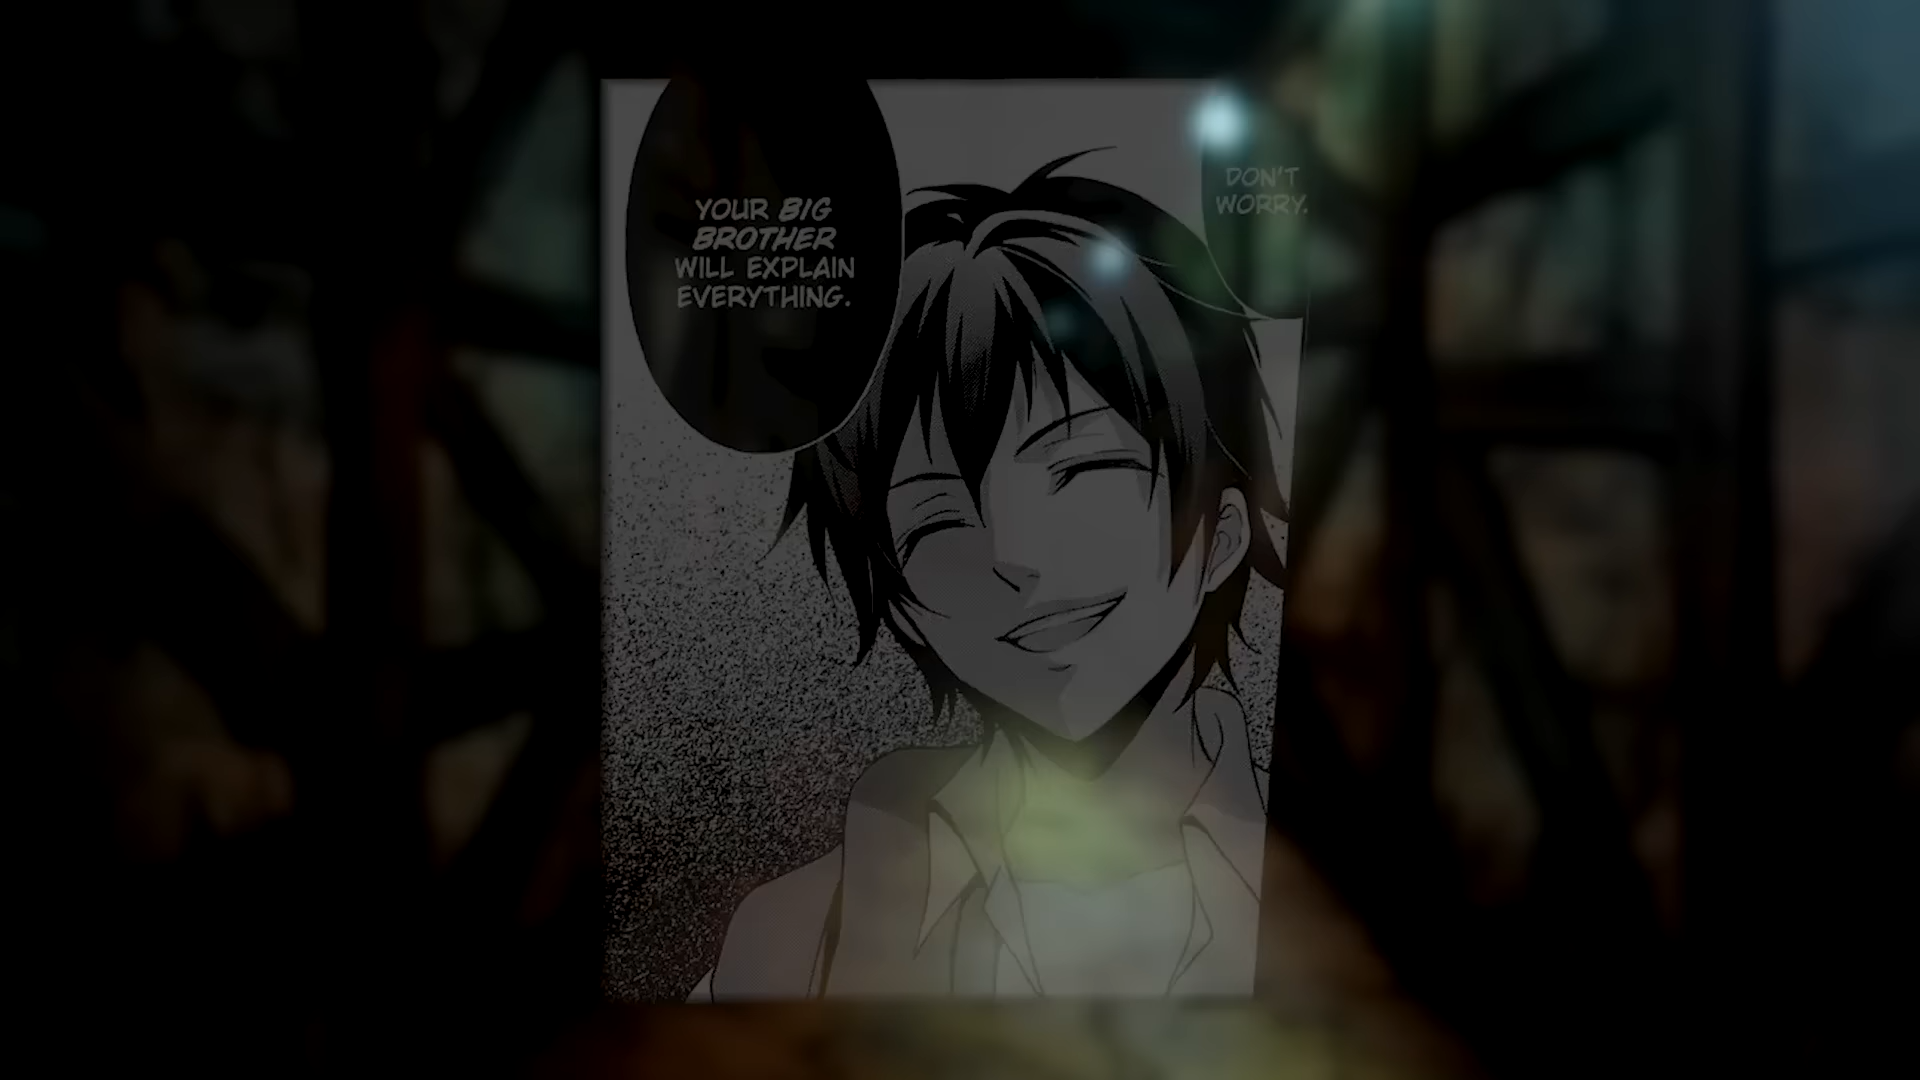 DON'T
WORRY.
YOUR BIG
BROTHER
WILL EXPLAIN
EVERYTHING.